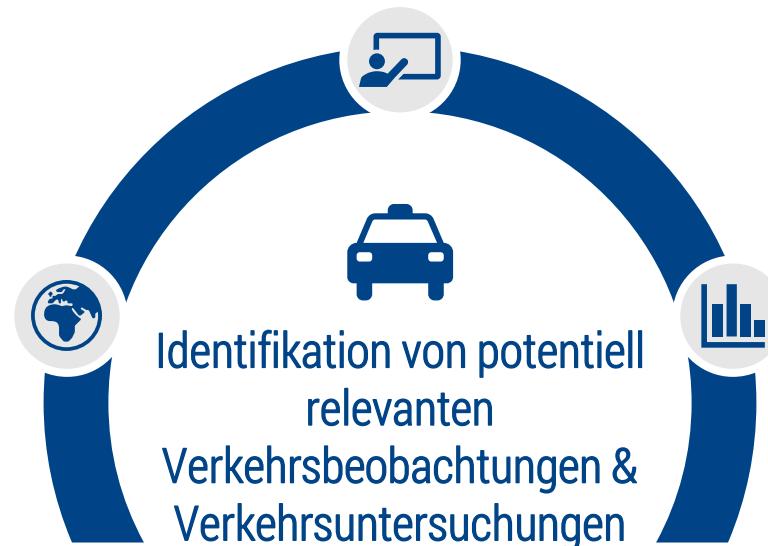 Identifikation von potentiell
relevanten
Verkehrsbeobachtungen &
Verkehrsuntersuchungen